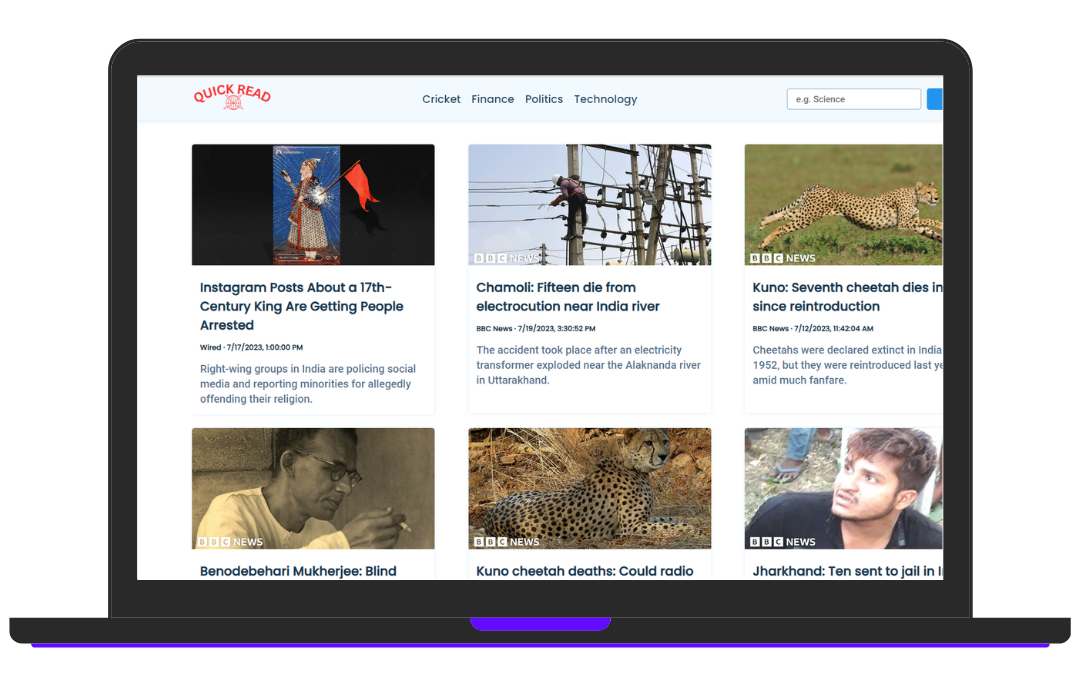 QUICK READ
Cricket Finance Politics Technology
e.g. Science
BBC NEWS
BBC NEWS
Instagram Posts About a 17th-
Century King Are Getting People
Arrested
Wired · 7/17/2023, 1:00:00 PM
Right-wing groups in India are policing social
media and reporting minorities for allegedly
offending their religion.
Chamoli: Fifteen die from
electrocution near India river
BBC News · 7/19/2023, 3:30:52 PM
The accident took place after an electricity
transformer exploded near the Alaknanda river
in Uttarakhand.
Kuno: Seventh cheetah dies in
since reintroduction
BBC News · 7/12/2023, 11:42:04 AM
Cheetahs were declared extinct in India
1952, but they were reintroduced last ye
amid much fanfare.
BBC NEWS
BBC NEWS
BBC NEWS
Benodebehari Mukherjee: Blind
Kuno cheetah deaths: Could radio
Jharkhand: Ten sent to jail in I